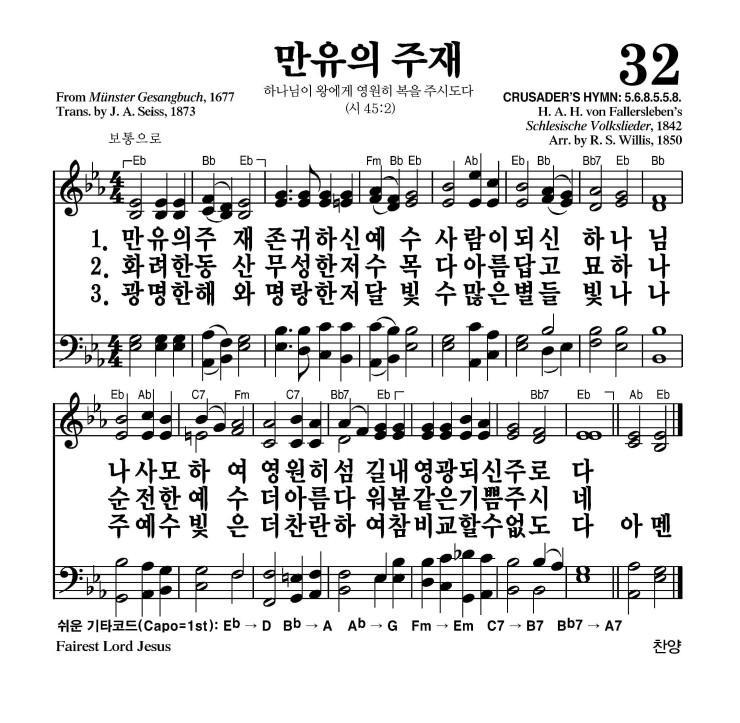 만유의 주재
32
하나님이 왕에게 영원히 복을 주시도다
(시 45:2)
From Münster Gesangbuch, 1677
Trans. by J. A. Seiss, 1873
CRUSADER'S HYMN: 5.6.8.5.5.8.
H. A. H. von Fallersleben's
Schlesische Volkslieder, 1842
Arr. by R. S. Willis, 1850
보통으로
Eb Bb Eb Fm Bb Eb Ab Eb Bb Bb7 Eb Bb
1. 만유의주 재 존귀하신예 수 사람이되신 하나 님
2. 화려한동 산 무성한저수 목 다아름답고 묘하 나
3. 광명한해 와 명랑한저달 빛 수많은별들 빛나 나
Eb Ab C7 Fm C7 Bb7 Eb Bb7 Eb Ab Eb
나 사모 하 여 영원히섬 길내영광되신주로 다
순 전한 예 수 더아름다 워봄같은기쁨주시 네
주 예수 빛 은 더찬란하 여참비교할수없도 다 아 멘
쉬운 기타코드(Capo=1st): Eb → D Bb → A Ab → G Fm → Em C7 → B7 Bb7 → A7
Fairest Lord Jesus
찬양